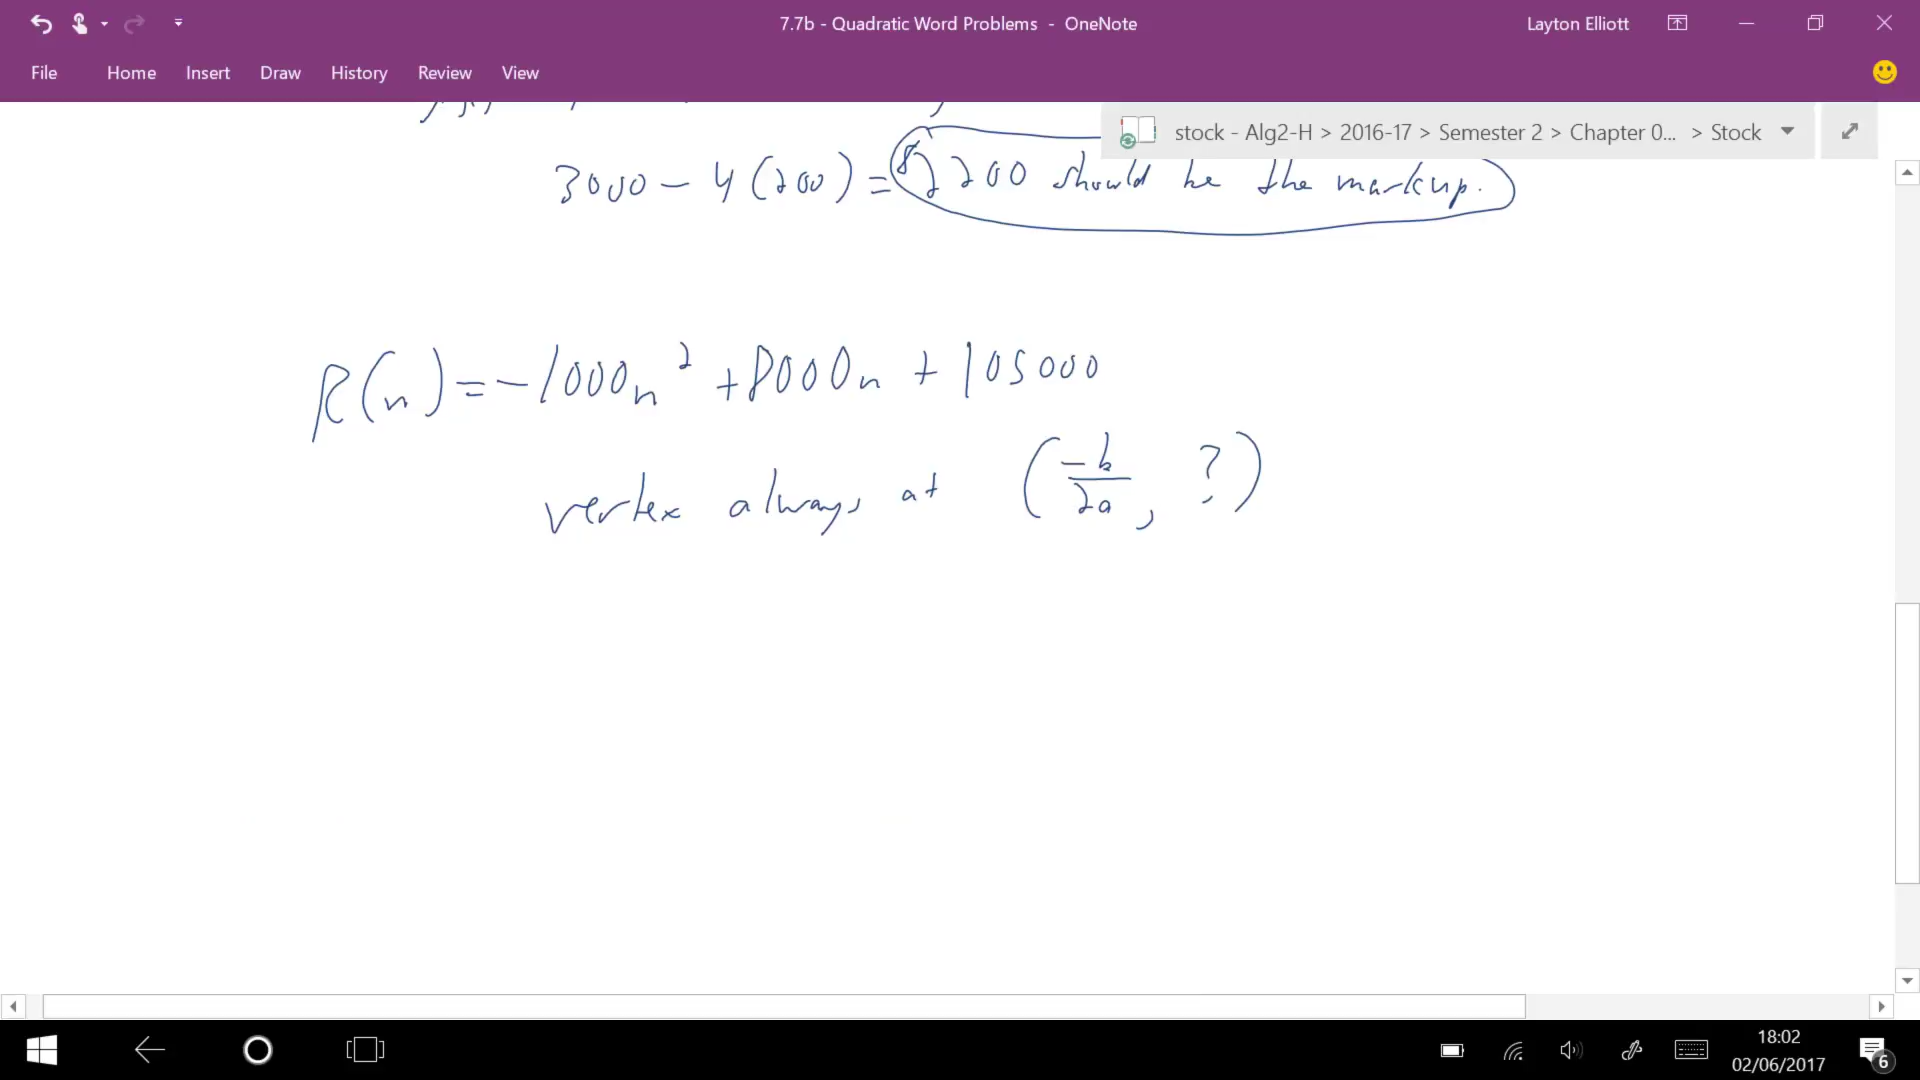 7.7b - Quadratic Word Problems - OneNote
Layton Elliott
File Home Insert Draw History Review View
stock - Alg2-H > 2016-17 > Semester 2 > Chapter 0... > Stock
3000 - 4(200) = $2200 should be the markup.
R(n) = -1000n² + 8000n + 105000
vertex always at (-b/2a, ?)
18:02
02/06/2017
6